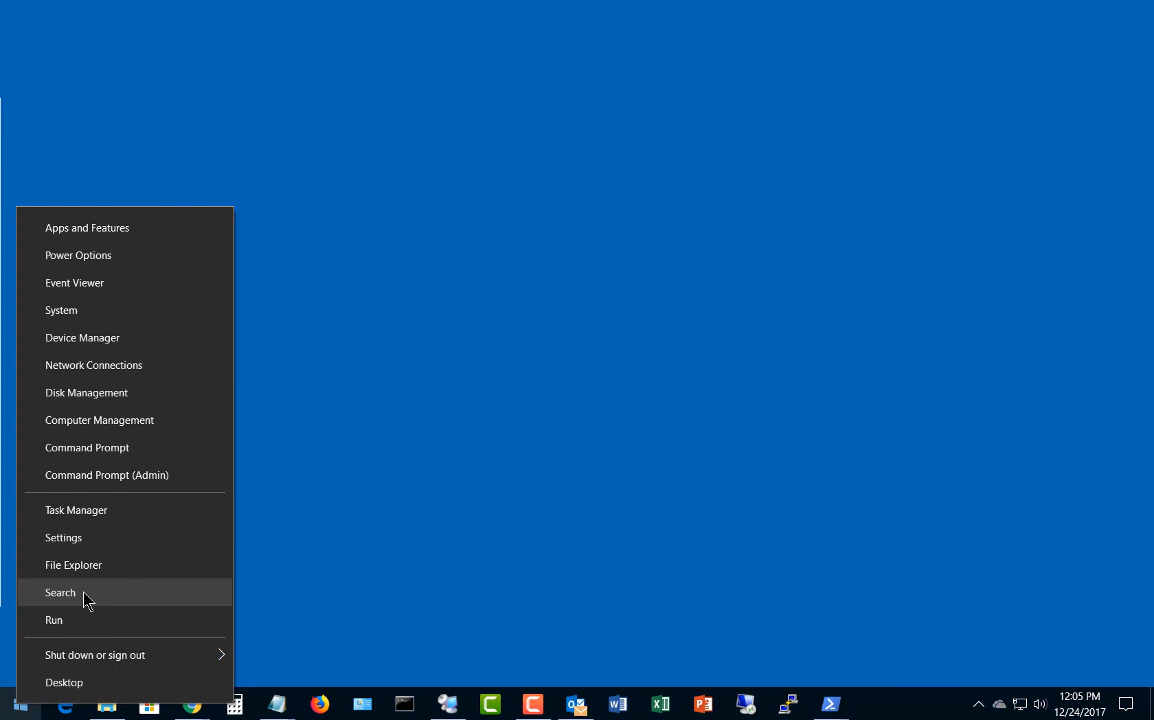 Apps and Features
Power Options
Event Viewer
System
Device Manager
Network Connections
Disk Management
Computer Management
Command Prompt
Command Prompt (Admin)
Task Manager
Settings
File Explorer
Search
Run
Shut down or sign out
Desktop
12:05 PM
12/24/2017